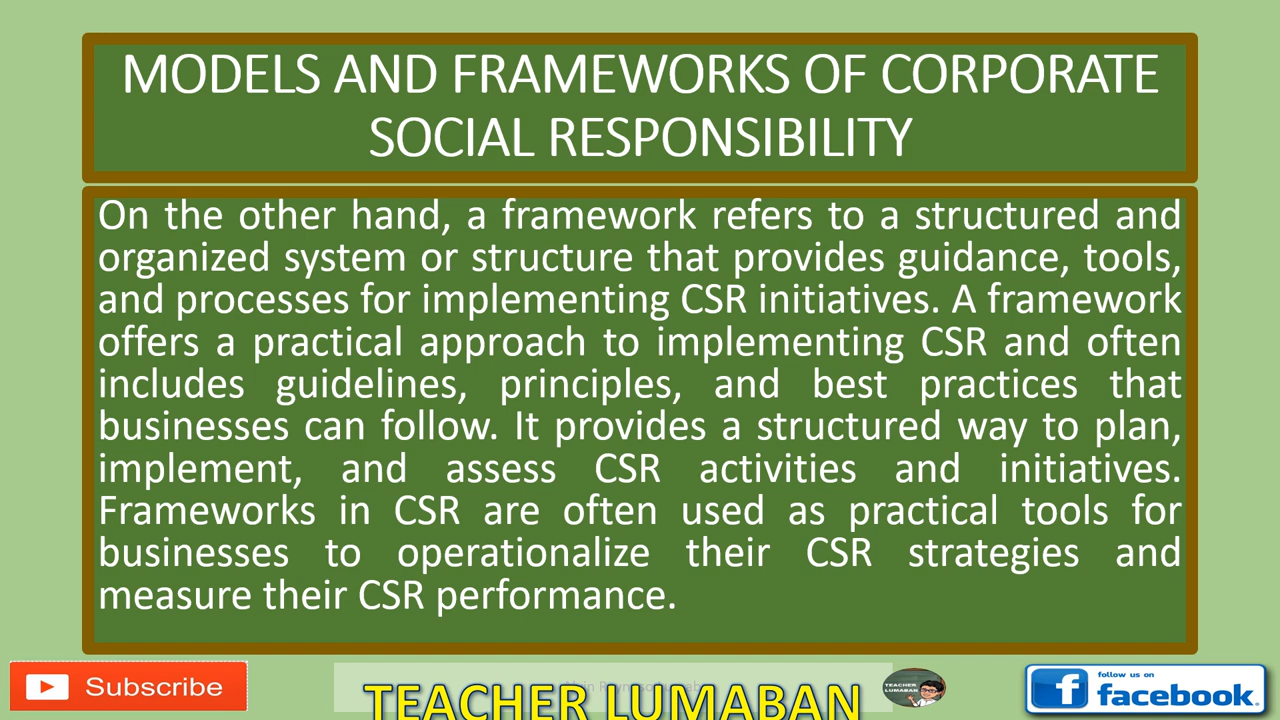 MODELS AND FRAMEWORKS OF CORPORATE
SOCIAL RESPONSIBILITY
On the other hand, a framework refers to a structured and
organized system or structure that provides guidance, tools,
and processes for implementing CSR initiatives. A framework
offers a practical approach to implementing CSR and often
includes guidelines, principles, and best practices that
businesses can follow. It provides a structured way to plan,
implement, and assess CSR activities and initiatives.
Frameworks in CSR are often used as practical tools for
businesses to operationalize their CSR strategies and
measure their CSR performance.
Subscribe
TEACHER LUMABAN
TEACHER
LUMABAN
follow us on
facebook.